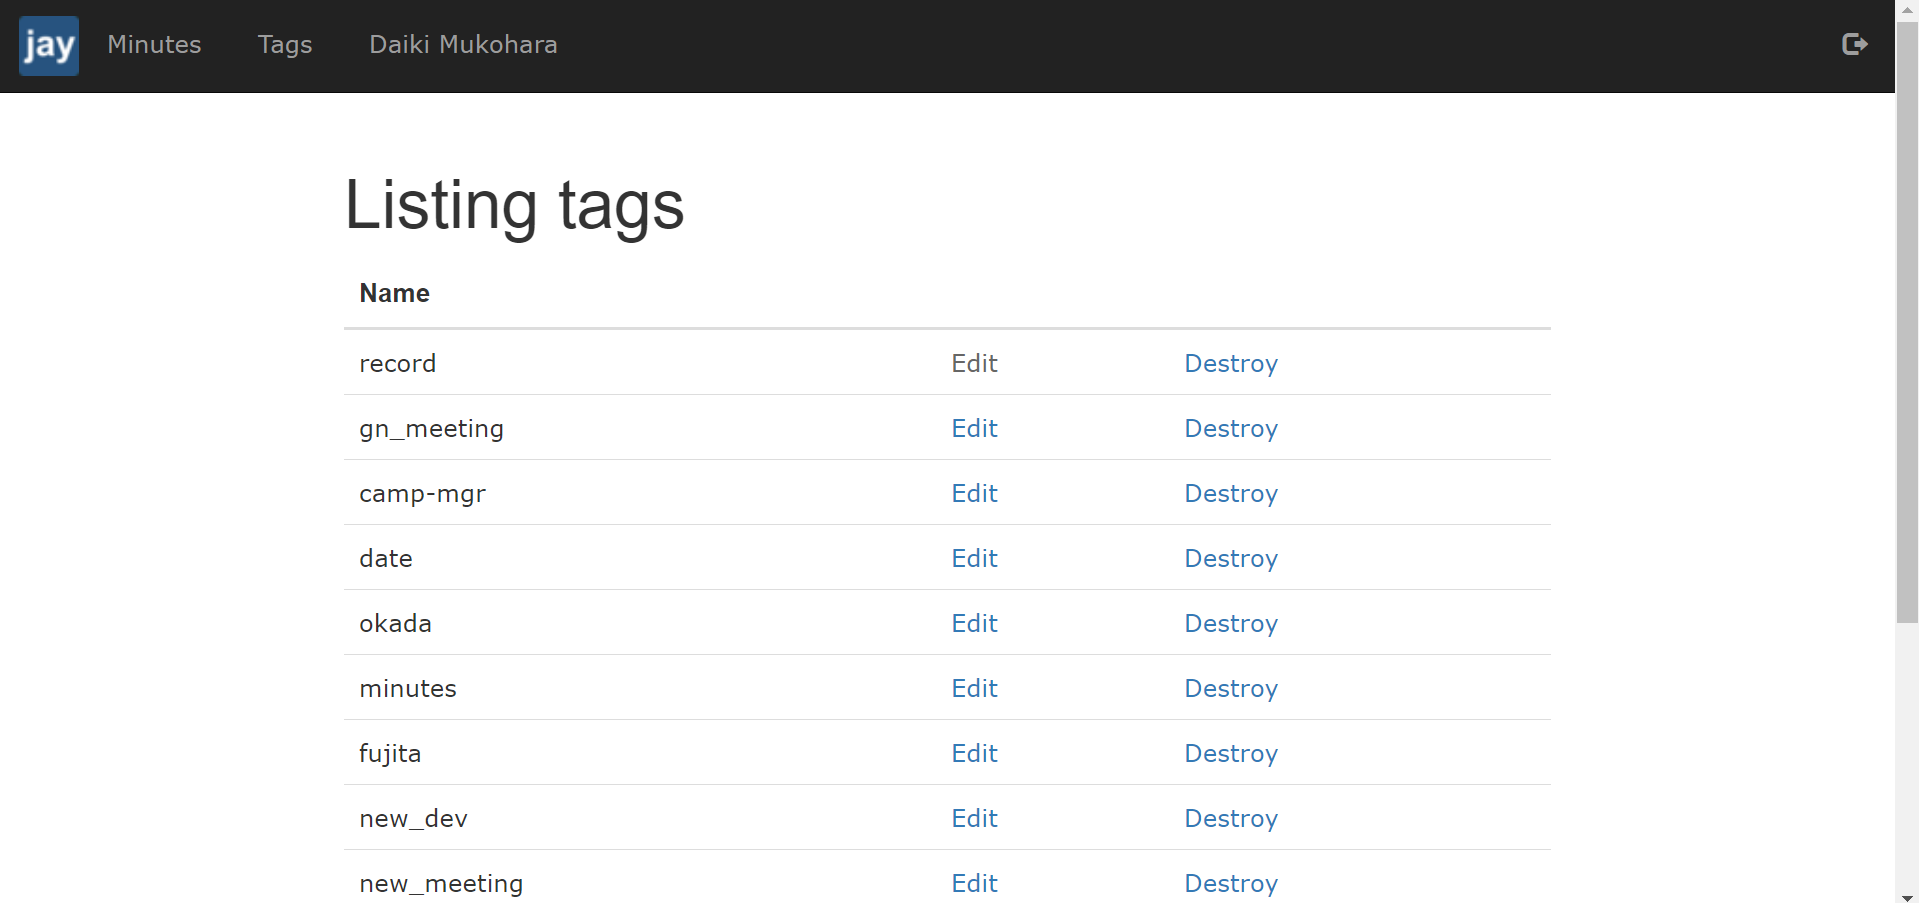 jay Minutes Tags Daiki Mukohara
Listing tags
Name
record Edit Destroy
gn_meeting Edit Destroy
camp-mgr Edit Destroy
date Edit Destroy
okada Edit Destroy
minutes Edit Destroy
fujita Edit Destroy
new_dev Edit Destroy
new_meeting Edit Destroy